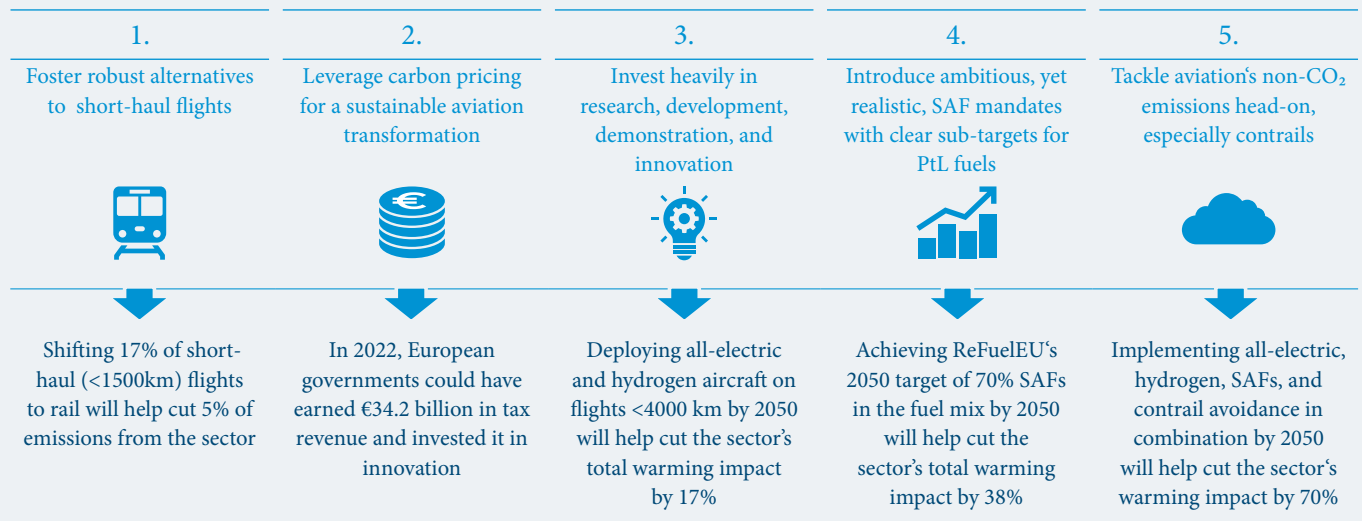 1.
Foster robust alternatives
to short-haul flights
Shifting 17% of short-
haul (<1500km) flights
to rail will help cut 5% of
emissions from the sector
2.
Leverage carbon pricing
for a sustainable aviation
transformation
€
In 2022, European
governments could have
earned €34.2 billion in tax
revenue and invested it in
innovation
3.
Invest heavily in
research, development,
demonstration, and
innovation
Deploying all-electric
and hydrogen aircraft on
flights <4000 km by 2050
will help cut the sector’s
total warming impact
by 17%
4.
Introduce ambitious, yet
realistic, SAF mandates
with clear sub-targets for
PtL fuels
Achieving ReFuelEU‘s
2050 target of 70% SAFs
in the fuel mix by 2050
will help cut the
sector’s total warming
impact by 38%
5.
Tackle aviation‘s non-CO₂
emissions head-on,
especially contrails
Implementing all-electric,
hydrogen, SAFs, and
contrail avoidance in
combination by 2050
will help cut the sector‘s
warming impact by 70%